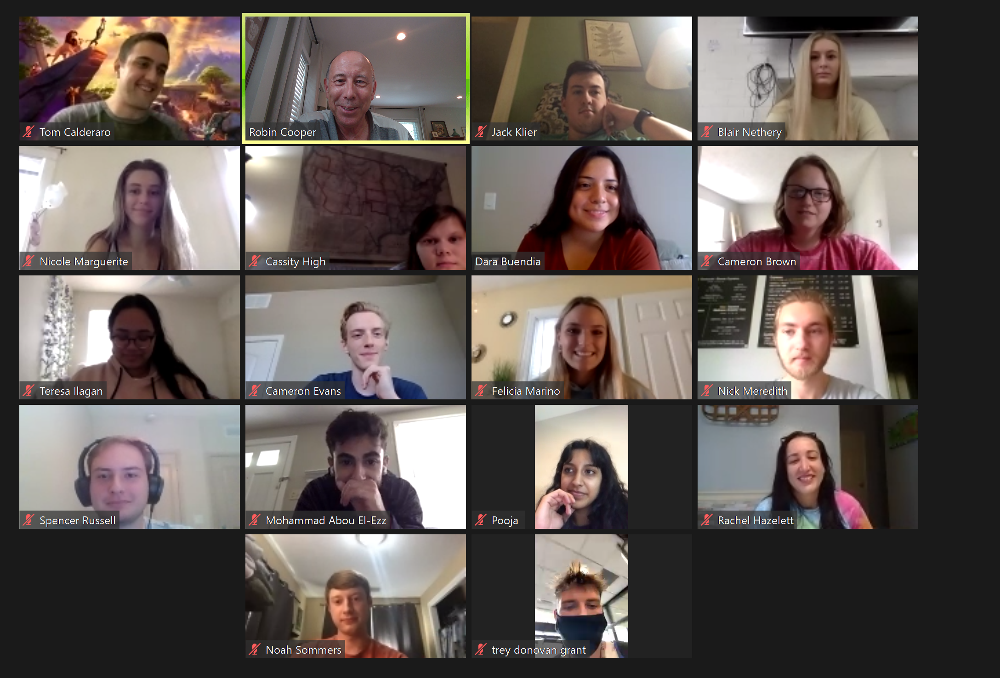 Tom Calderaro
Robin Cooper
Jack Klier
Blair Nethery
Nicole Marguerite
Cassity High
Dara Buendia
Cameron Brown
Teresa Ilagan
Cameron Evans
Felicia Marino
Nick Meredith
Spencer Russell
Mohammad Abou El-Ezz
Pooja
Rachel Hazelett
Noah Sommers
trey donovan grant